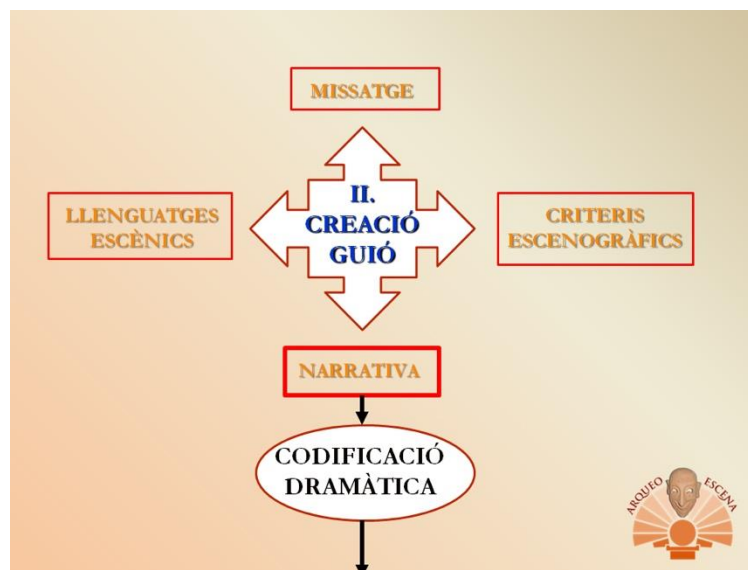 MISSATGE
LLENGUATGES
ESCÈNICS
II.
CREACIÓ
GUIÓ
CRITERIS
ESCENOGRÀFICS
NARRATIVA
CODIFICACIÓ
DRAMÀTICA
ARQUEO ESCENA